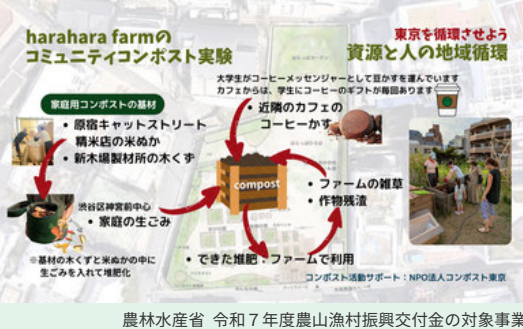 harahara farmの
コミュニティコンポスト実験
東京を循環させよう
資源と人の地域循環
大学生がコーヒーメッセンジャーとして豆かすを運んでいます
カフェからは、学生にコーヒーのギフトが毎回あります
家庭用コンポストの基材
・原宿キャットストリート
精米店の米ぬか
・新木場製材所の木くず
・近隣のカフェの
コーヒーかす
compost
・ファームの雑草
・作物残渣
渋谷区神宮前中心
・家庭の生ごみ
※基材の木くずと米ぬかの中に
生ごみを入れて堆肥化
・できた堆肥：ファームで利用
コンポスト活動サポート：NPO法人コンポスト東京
農林水産省 令和７年度農山漁村振興交付金の対象事業